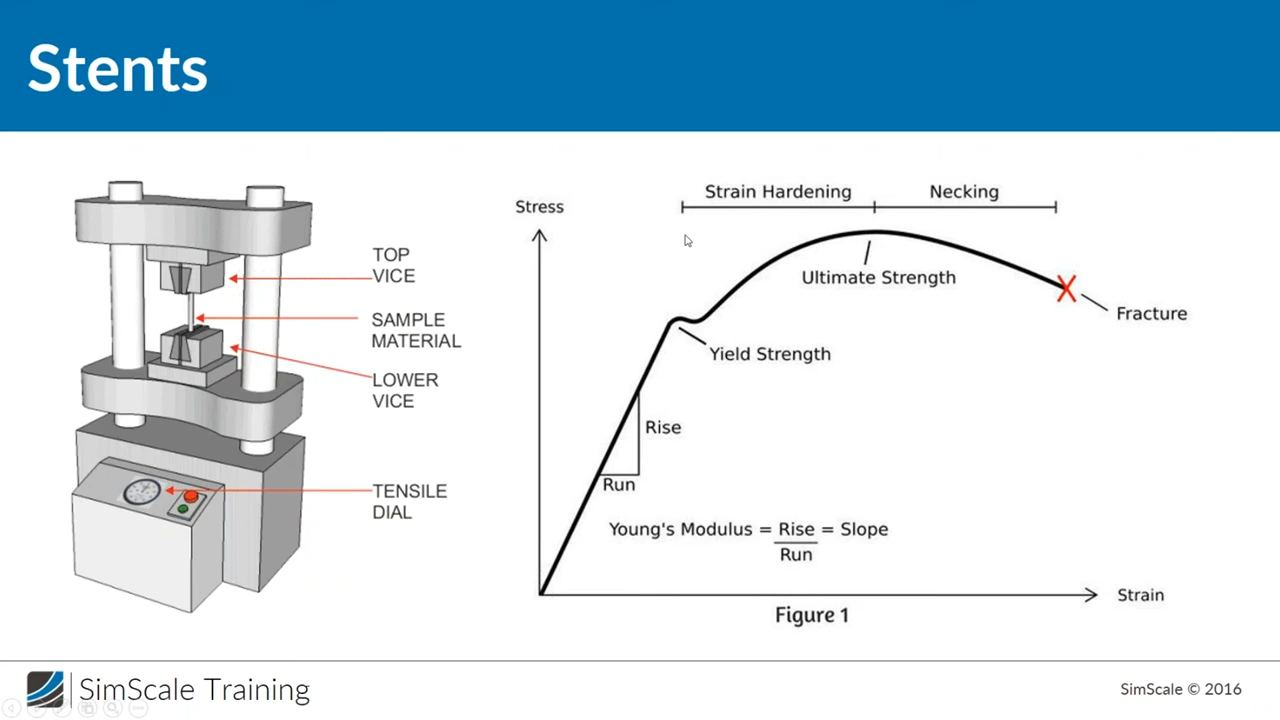 Stents
TOP
VICE
SAMPLE
MATERIAL
LOWER
VICE
TENSILE
DIAL
Stress
Strain Hardening
Necking
Ultimate Strength
Fracture
Yield Strength
Rise
Run
Young's Modulus = Rise = Slope
Run
Strain
Figure 1
SimScale Training
SimScale © 2016